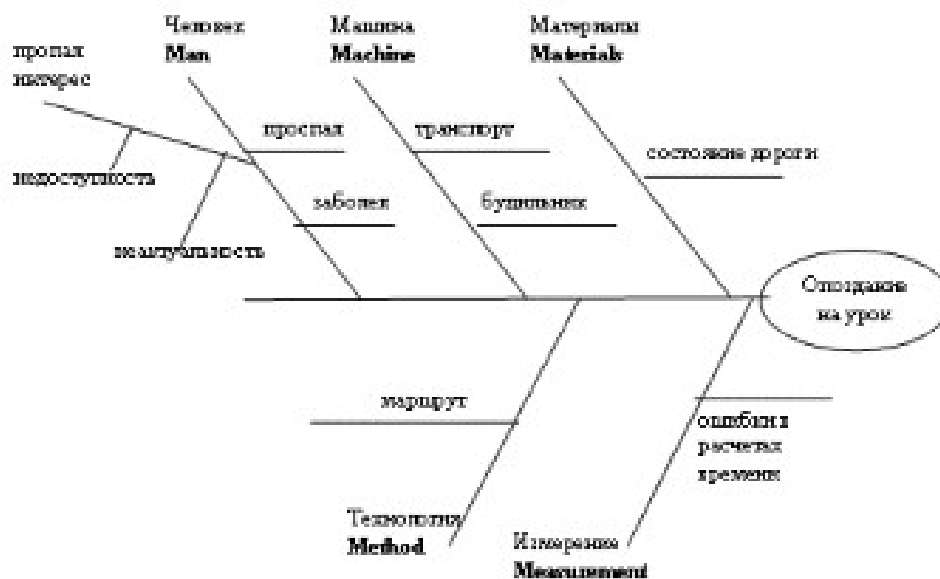 Человек
Man
Машина
Machine
Материалы
Materials
пропал
интерес
проспал
транспорт
состояние дороги
недоступность
заболел
будильник
неактуальность
Опоздание
на урок
маршрут
ошибки в
расчетах
времени
Технология
Method
Измерение
Measurement